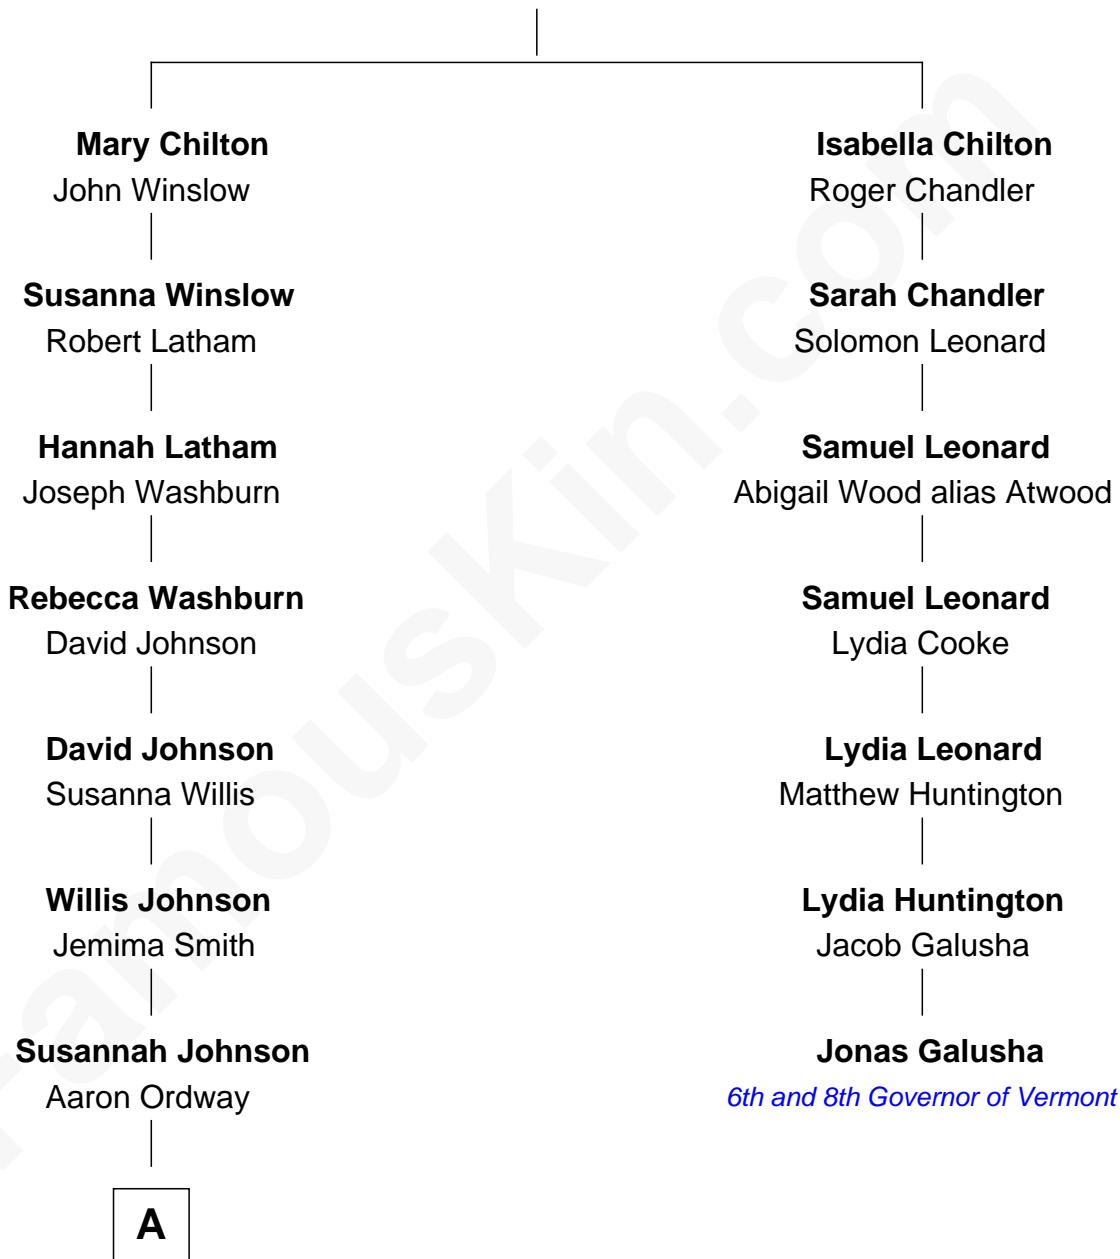 Mary Chilton
John Winslow
Isabella Chilton
Roger Chandler
Susanna Winslow
Robert Latham
Sarah Chandler
Solomon Leonard
Hannah Latham
Joseph Washburn
Samuel Leonard
Abigail Wood alias Atwood
Rebecca Washburn
David Johnson
Samuel Leonard
Lydia Cooke
David Johnson
Susanna Willis
Lydia Leonard
Matthew Huntington
Willis Johnson
Jemima Smith
Lydia Huntington
Jacob Galusha
Susannah Johnson
Aaron Ordway
Jonas Galusha
6th and 8th Governor of Vermont
A
FamousKin.com